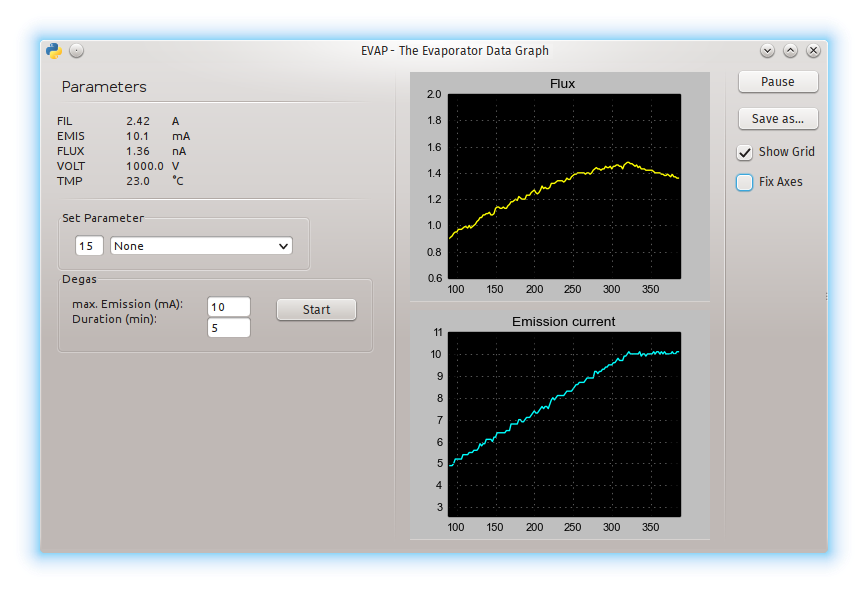 EVAP - The Evaporator Data Graph
Parameters
FIL 2.42 A
EMIS 10.1 mA
FLUX 1.36 nA
VOLT 1000.0 V
TMP 23.0 °C
Set Parameter
15 None
Degas
max. Emission (mA): 10
Duration (min): 5
Start
Flux
2.0
1.8
1.6
1.4
1.2
1.0
0.8
0.6
100 150 200 250 300 350
Emission current
11
10
9
8
7
6
5
4
3
100 150 200 250 300 350
Pause
Save as...
Show Grid
Fix Axes